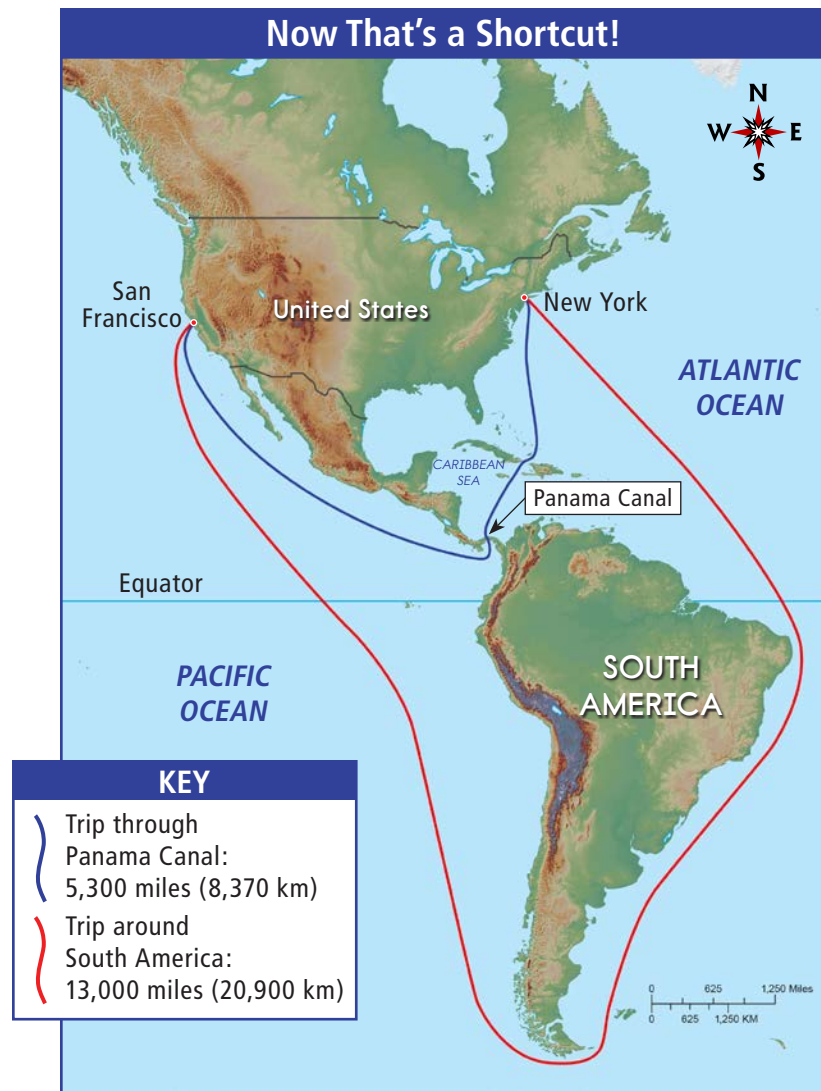 Now That's a Shortcut!
N
W E
S
San
Francisco
United States
New York
ATLANTIC
OCEAN
CARIBBEAN
SEA
Panama Canal
Equator
PACIFIC
OCEAN
SOUTH
AMERICA
KEY
Trip through
Panama Canal:
5,300 miles (8,370 km)
Trip around
South America:
13,000 miles (20,900 km)
0 625 1,250 Miles
0 625 1,250 KM